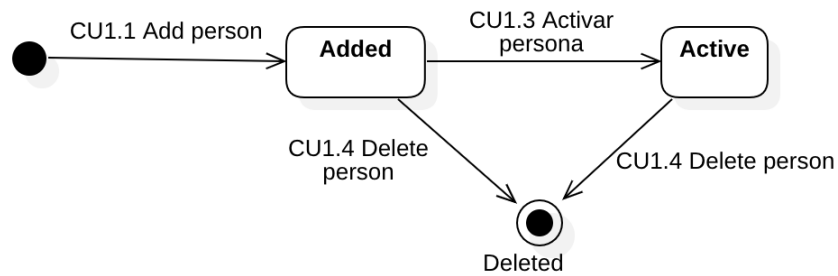 CU1.1 Add person
Added
CU1.3 Activar
persona
Active
CU1.4 Delete
person
CU1.4 Delete person
Deleted